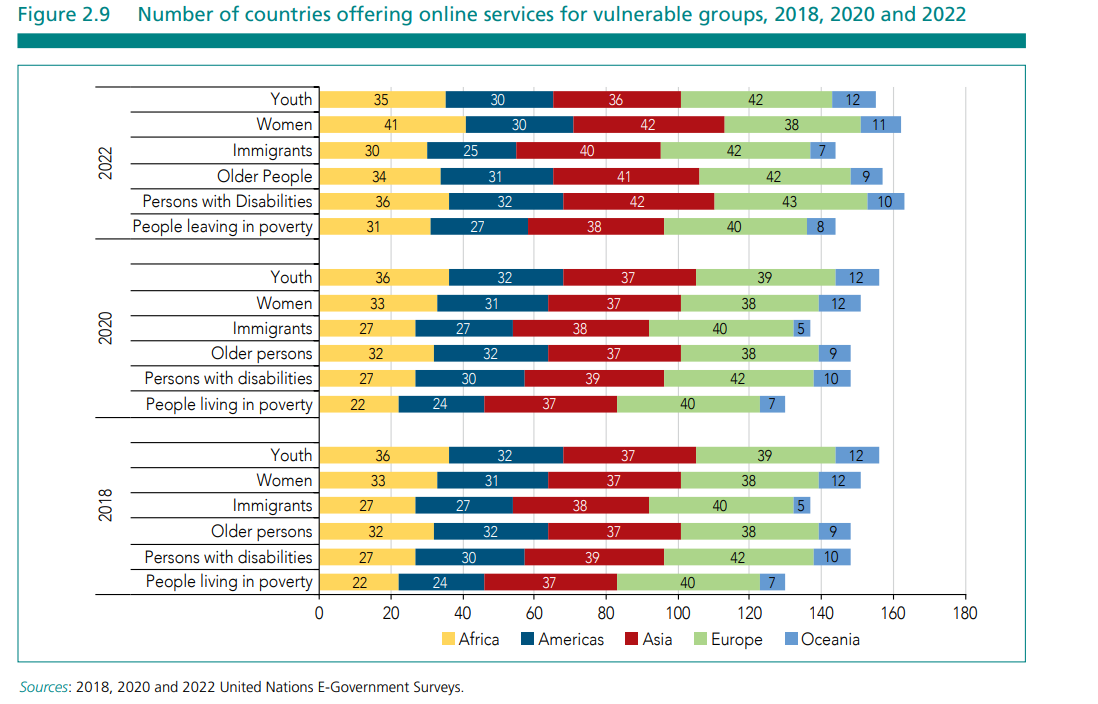 Figure 2.9 Number of countries offering online services for vulnerable groups, 2018, 2020 and 2022
2022
Youth 35 30 36 42 12
Women 41 30 42 38 11
Immigrants 30 25 40 42 7
Older People 34 31 41 42 9
Persons with Disabilities 36 32 42 43 10
People leaving in poverty 31 27 38 40 8
2020
Youth 36 32 37 39 12
Women 33 31 37 38 12
Immigrants 27 27 38 40 5
Older persons 32 32 37 38 9
Persons with disabilities 27 30 39 42 10
People living in poverty 22 24 37 40 7
2018
Youth 36 32 37 39 12
Women 33 31 37 38 12
Immigrants 27 27 38 40 5
Older persons 32 32 37 38 9
Persons with disabilities 27 30 39 42 10
People living in poverty 22 24 37 40 7
0 20 40 60 80 100 120 140 160 180
Africa Americas Asia Europe Oceania
Sources: 2018, 2020 and 2022 United Nations E-Government Surveys.